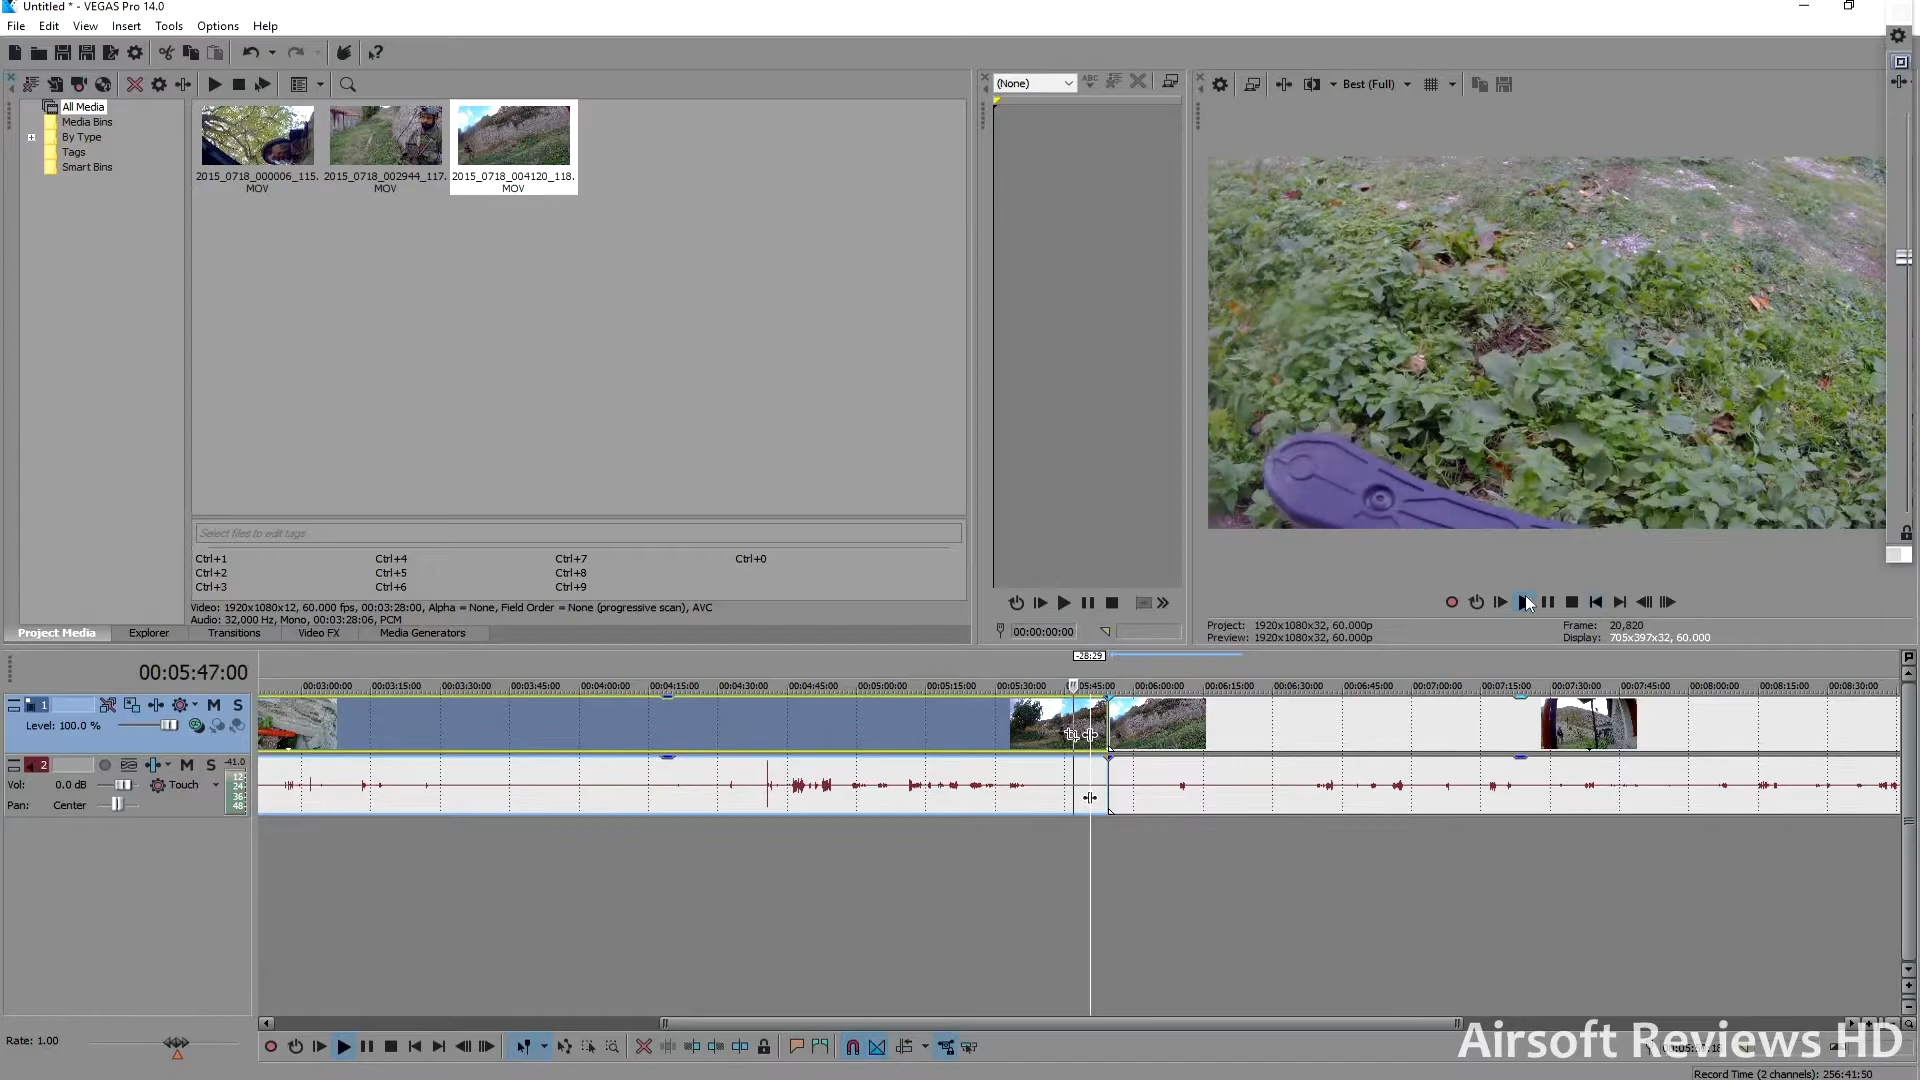 Untitled * - VEGAS Pro 14.0
File Edit View Insert Tools Options Help
(None)
Best (Full)
All Media
Media Bins
By Type
Tags
Smart Bins
2015_0718_000006_115.
MOV
2015_0718_002944_117.
MOV
2015_0718_004120_118.
MOV
Select files to edit tags
Ctrl+1 Ctrl+4 Ctrl+7 Ctrl+0
Ctrl+2 Ctrl+5 Ctrl+8
Ctrl+3 Ctrl+6 Ctrl+9
Video: 1920x1080x12, 60.000 fps, 00:03:28:00, Alpha = None, Field Order = None (progressive scan), AVC
Audio: 32,000 Hz, Mono, 00:03:28:06, PCM
Project Media Explorer Transitions Video FX Media Generators
00:00:00:00
Project: 1920x1080x32, 60.000p Frame: 20,820
Preview: 1920x1080x32, 60.000p Display: 705x397x32, 60.000
00:05:47:00
-28:29
00:03:00:00 00:03:15:00 00:03:30:00 00:03:45:00 00:04:00:00 00:04:15:00 00:04:30:00 00:04:45:00 00:05:00:00 00:05:15:00 00:05:30:00 05:45:00 00:06:00:00 00:06:15:00 00:06:30:00 00:06:45:00 00:07:00:00 00:07:15:00 00:07:30:00 00:07:45:00 00:08:00:00 00:08:15:00 00:08:30:00
1 M S
Level: 100.0 %
2 M S -41.0
Vol: 0.0 dB Touch
Pan: Center
12
24
36
48
Rate: 1.00
Airsoft Reviews HD
Record Time (2 channels): 256:41:50